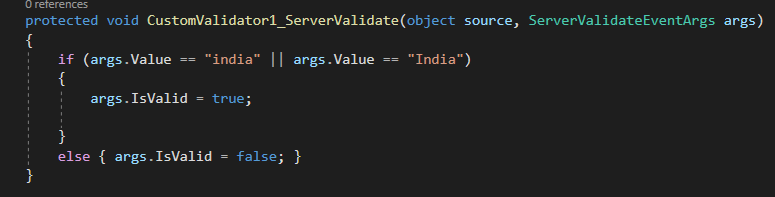 0 references
protected void CustomValidator1_ServerValidate(object source, ServerValidateEventArgs args)
{
if (args.Value == "india" || args.Value == "India")
{
args.IsValid = true;
}
else { args.IsValid = false; }
}